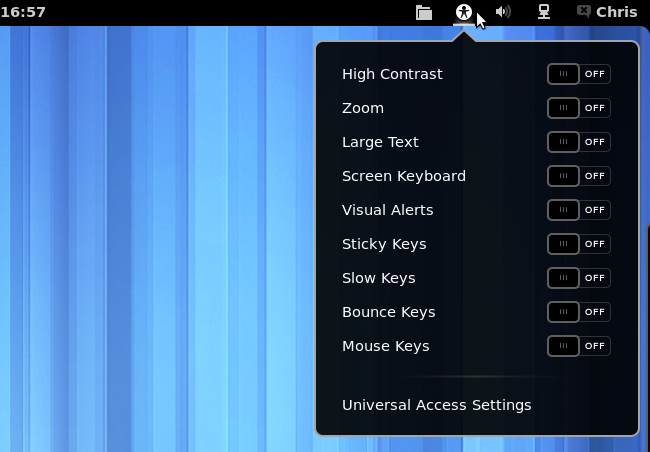 16:57
Chris
High Contrast OFF
Zoom OFF
Large Text OFF
Screen Keyboard OFF
Visual Alerts OFF
Sticky Keys OFF
Slow Keys OFF
Bounce Keys OFF
Mouse Keys OFF
Universal Access Settings